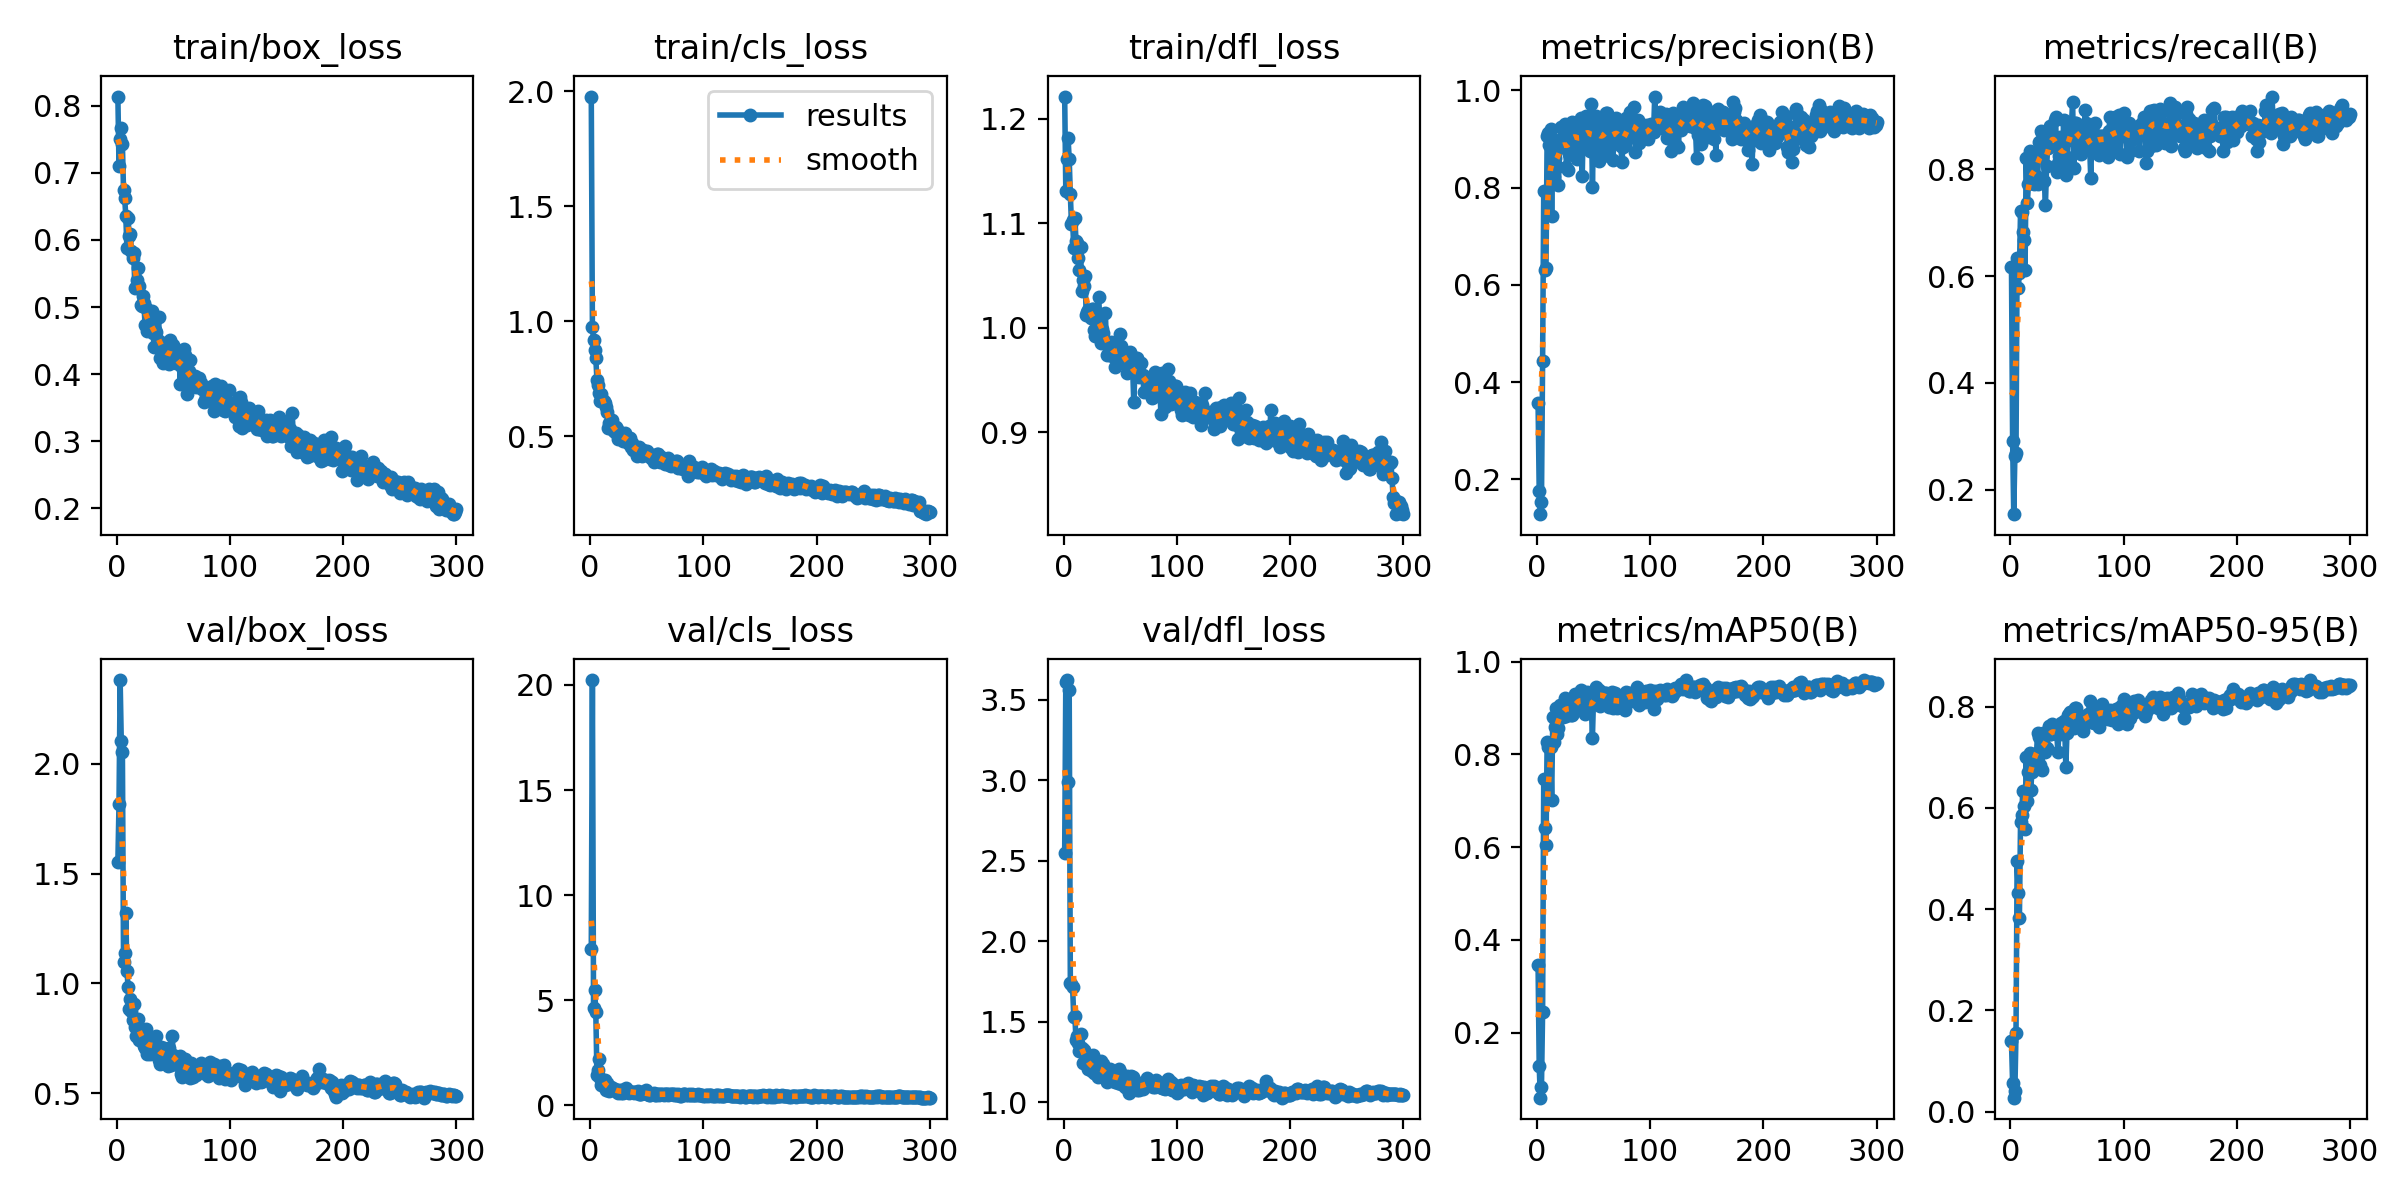 train/box_loss
0.8
0.7
0.6
0.5
0.4
0.3
0.2
0 100 200 300
train/cls_loss
2.0
1.5
1.0
0.5
results
smooth
0 100 200 300
train/dfl_loss
1.2
1.1
1.0
0.9
0 100 200 300
metrics/precision(B)
1.0
0.8
0.6
0.4
0.2
0 100 200 300
metrics/recall(B)
0.8
0.6
0.4
0.2
0 100 200 300
val/box_loss
2.0
1.5
1.0
0.5
0 100 200 300
val/cls_loss
20
15
10
5
0
0 100 200 300
val/dfl_loss
3.5
3.0
2.5
2.0
1.5
1.0
0 100 200 300
metrics/mAP50(B)
1.0
0.8
0.6
0.4
0.2
0 100 200 300
metrics/mAP50-95(B)
0.8
0.6
0.4
0.2
0.0
0 100 200 300